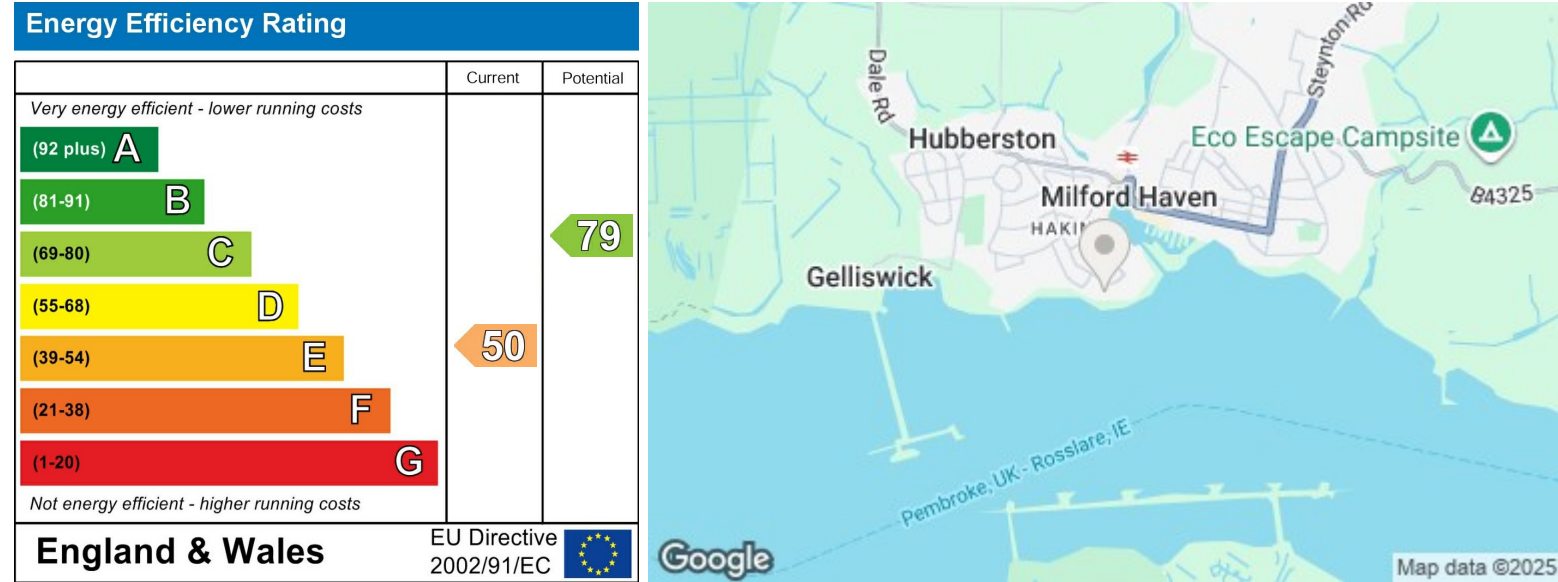 Energy Efficiency Rating
Current Potential
Very energy efficient - lower running costs
(92 plus) A
(81-91) B
(69-80) C
(55-68) D
(39-54) E
(21-38) F
(1-20) G
79
50
Not energy efficient - higher running costs
England & Wales
EU Directive
2002/91/EC
Dale Rd
Steynton Rd
Hubberston
Eco Escape Campsite
Milford Haven
B4325
HAKIN
Gelliswick
Pembroke, UK - Rosslare, IE
Google
Map data ©2025